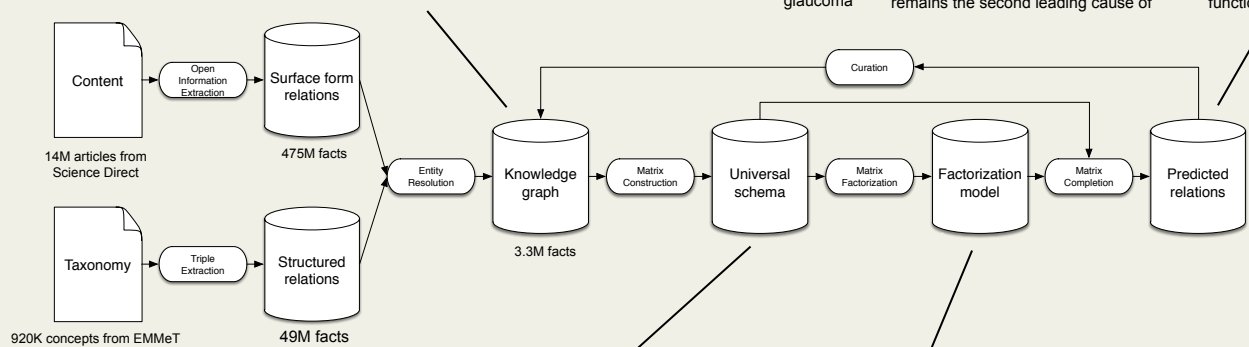 glaucoma
remains the second leading cause of
Content
Open
Information
Extraction
Surface form
relations
14M articles from
Science Direct
475M facts
Taxonomy
Triple
Extraction
Structured
relations
920K concepts from EMMeT
49M facts
Entity
Resolution
Knowledge
graph
3.3M facts
Matrix
Construction
Universal
schema
Matrix
Factorization
Factorization
model
Matrix
Completion
Predicted
relations
Curation